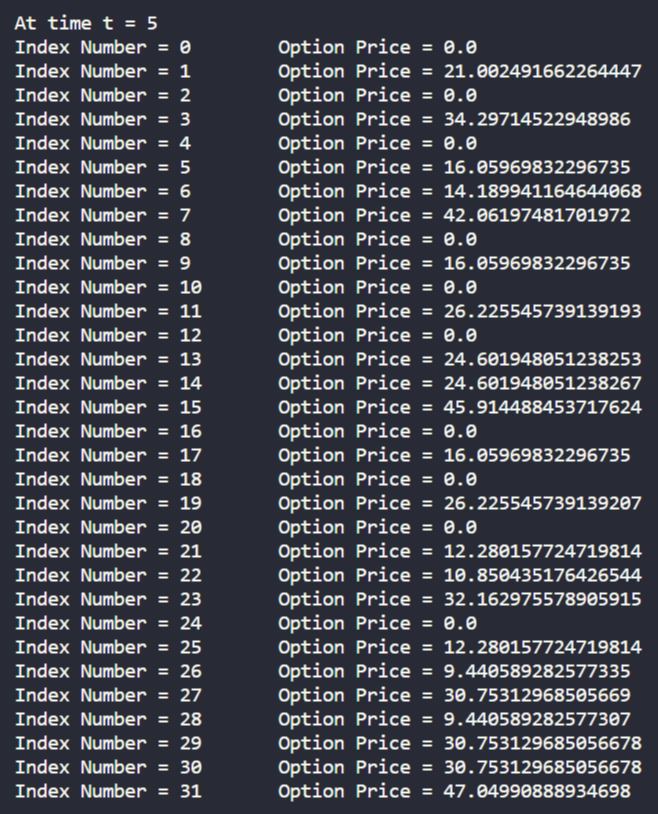 At time t = 5
Index Number = 0 Option Price = 0.0
Index Number = 1 Option Price = 21.002491662264447
Index Number = 2 Option Price = 0.0
Index Number = 3 Option Price = 34.29714522948986
Index Number = 4 Option Price = 0.0
Index Number = 5 Option Price = 16.05969832296735
Index Number = 6 Option Price = 14.189941164644068
Index Number = 7 Option Price = 42.06197481701972
Index Number = 8 Option Price = 0.0
Index Number = 9 Option Price = 16.05969832296735
Index Number = 10 Option Price = 0.0
Index Number = 11 Option Price = 26.225545739139193
Index Number = 12 Option Price = 0.0
Index Number = 13 Option Price = 24.601948051238253
Index Number = 14 Option Price = 24.601948051238267
Index Number = 15 Option Price = 45.914488453717624
Index Number = 16 Option Price = 0.0
Index Number = 17 Option Price = 16.05969832296735
Index Number = 18 Option Price = 0.0
Index Number = 19 Option Price = 26.225545739139207
Index Number = 20 Option Price = 0.0
Index Number = 21 Option Price = 12.280157724719814
Index Number = 22 Option Price = 10.850435176426544
Index Number = 23 Option Price = 32.162975578905915
Index Number = 24 Option Price = 0.0
Index Number = 25 Option Price = 12.280157724719814
Index Number = 26 Option Price = 9.440589282577335
Index Number = 27 Option Price = 30.75312968505669
Index Number = 28 Option Price = 9.440589282577307
Index Number = 29 Option Price = 30.753129685056678
Index Number = 30 Option Price = 30.753129685056678
Index Number = 31 Option Price = 47.04990888934698